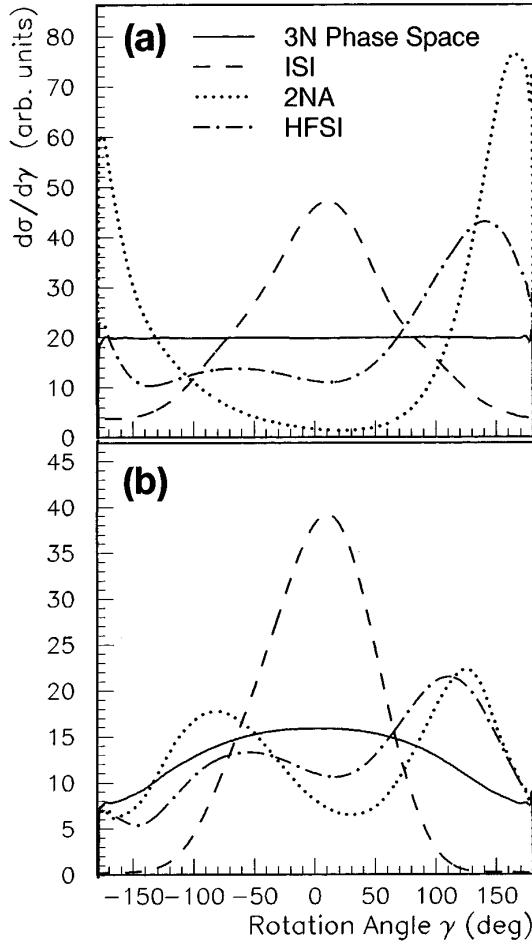 (a)
3N Phase Space
ISI
2NA
HFSI
dσ/dγ (arb. units)
80
70
60
50
40
30
20
10
0
(b)
45
40
35
30
25
20
15
10
5
0
−150−100 −50 0 50 100 150
Rotation Angle γ (deg)